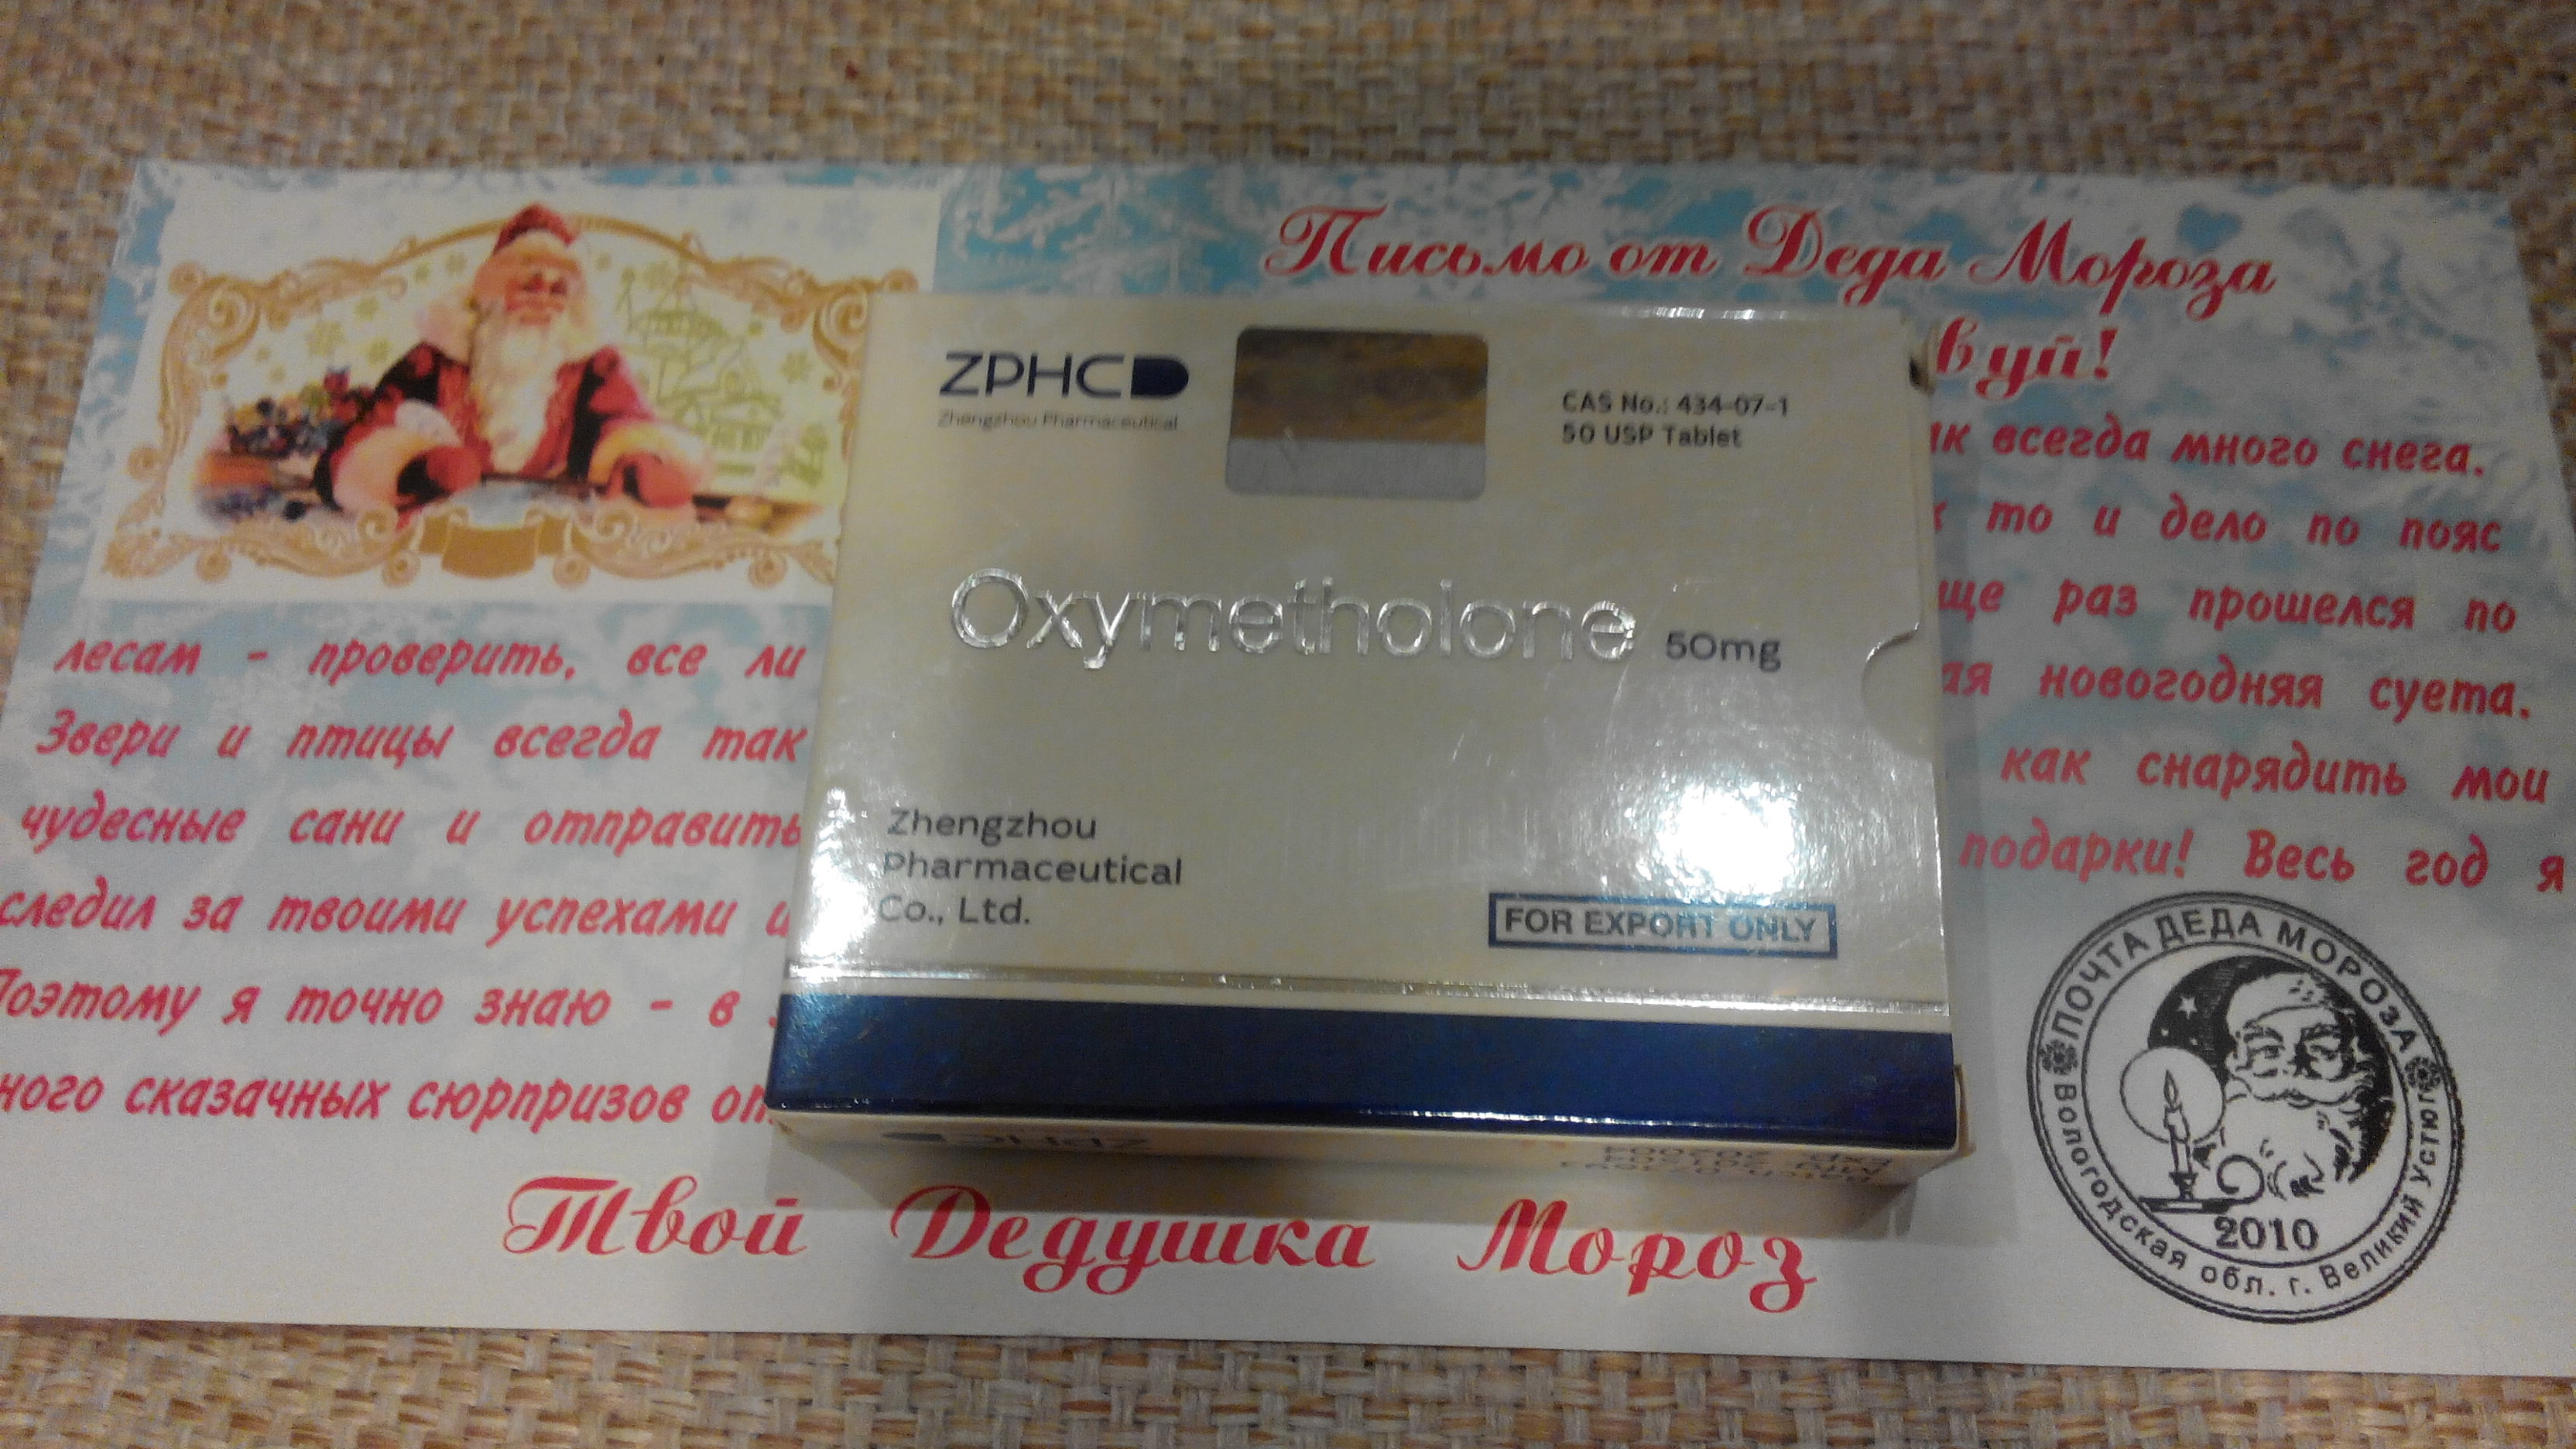 Письмо от Деда Мороза
вуй!
всегда много снега.
то и дело по пояс
ще раз прошелся по
новогодняя суета.
как снарядить мои
подарки! Весь год я
лесам - проверить, все ли
Звери и птицы всегда так
чудесные сани и отправить
следил за твоими успехами и
Поэтому я точно знаю - в
ного сказачных сюрпризов от
Твой Дедушка Мороз
ZPHC
Zhengzhou Pharmaceutical
CAS No.: 434-07-1
50 USP Tablet
Oxymetholone 50mg
Zhengzhou
Pharmaceutical
Co., Ltd.
FOR EXPORT ONLY
ZPHC
Exp. 202004
ПОЧТА ДЕДА МОРОЗА
2010
Вологодская обл. г. Великий Устюг